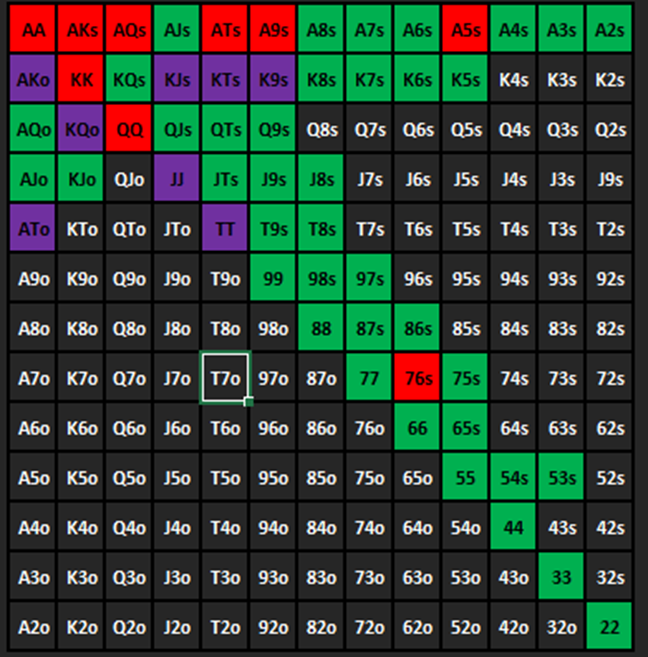 AA AKs AQs AJs ATs A9s A8s A7s A6s A5s A4s A3s A2s
AKo KK KQs KJs KTs K9s K8s K7s K6s K5s K4s K3s K2s
AQo KQo QQ QJs QTs Q9s Q8s Q7s Q6s Q5s Q4s Q3s Q2s
AJo KJo QJo JJ JTs J9s J8s J7s J6s J5s J4s J3s J9s
ATo KTo QTo JTo TT T9s T8s T7s T6s T5s T4s T3s T2s
A9o K9o Q9o J9o T9o 99 98s 97s 96s 95s 94s 93s 92s
A8o K8o Q8o J8o T8o 98o 88 87s 86s 85s 84s 83s 82s
A7o K7o Q7o J7o T7o 97o 87o 77 76s 75s 74s 73s 72s
A6o K6o Q6o J6o T6o 96o 86o 76o 66 65s 64s 63s 62s
A5o K5o Q5o J5o T5o 95o 85o 75o 65o 55 54s 53s 52s
A4o K4o Q4o J4o T4o 94o 84o 74o 64o 54o 44 43s 42s
A3o K3o Q3o J3o T3o 93o 83o 73o 63o 53o 43o 33 32s
A2o K2o Q2o J2o T2o 92o 82o 72o 62o 52o 42o 32o 22